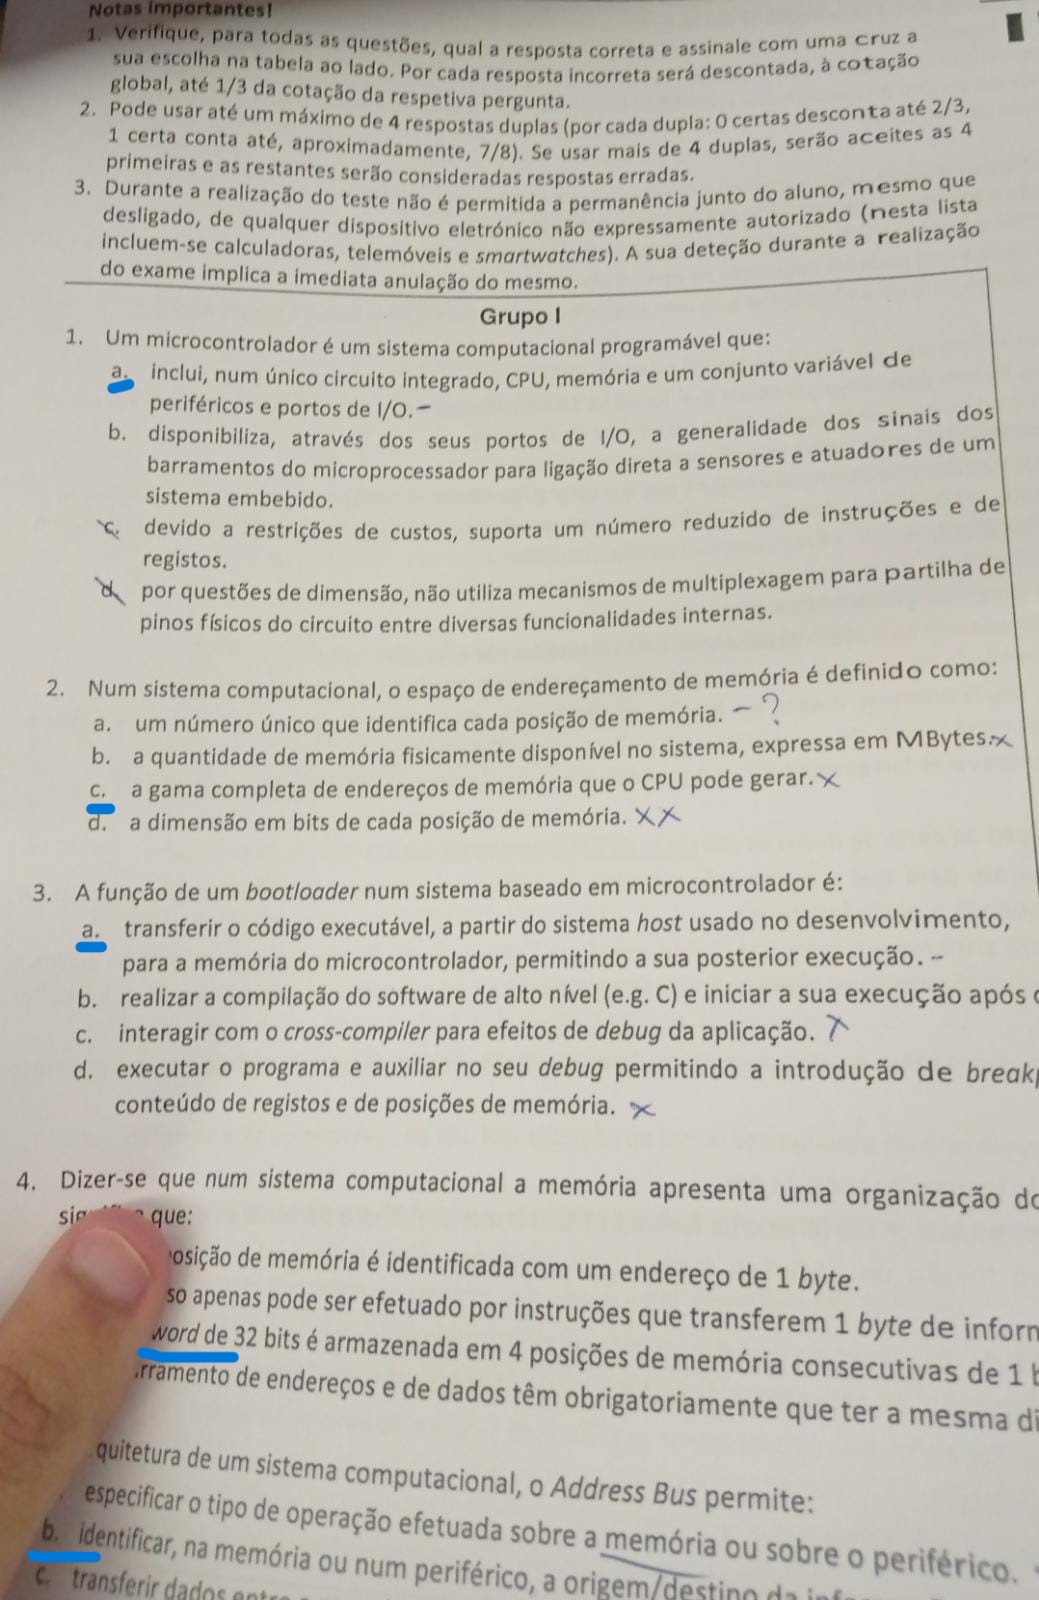 Notas importantes!
1. Verifique, para todas as questões, qual a resposta correta e assinale com uma cruz a
sua escolha na tabela ao lado. Por cada resposta incorreta será descontada, à cotação
global, até 1/3 da cotação da respetiva pergunta.
2. Pode usar até um máximo de 4 respostas duplas (por cada dupla: 0 certas desconta até 2/3,
1 certa conta até, aproximadamente, 7/8). Se usar mais de 4 duplas, serão aceites as 4
primeiras e as restantes serão consideradas respostas erradas.
3. Durante a realização do teste não é permitida a permanência junto do aluno, mesmo que
desligado, de qualquer dispositivo eletrónico não expressamente autorizado (nesta lista
incluem-se calculadoras, telemóveis e smartwatches). A sua deteção durante a realização
do exame implica a imediata anulação do mesmo.
Grupo I
1. Um microcontrolador é um sistema computacional programável que:
a. inclui, num único circuito integrado, CPU, memória e um conjunto variável de
periféricos e portos de I/O.
b. disponibiliza, através dos seus portos de I/O, a generalidade dos sinais dos
barramentos do microprocessador para ligação direta a sensores e atuadores de um
sistema embebido.
c. devido a restrições de custos, suporta um número reduzido de instruções e de
registos.
d. por questões de dimensão, não utiliza mecanismos de multiplexagem para partilha de
pinos físicos do circuito entre diversas funcionalidades internas.
2. Num sistema computacional, o espaço de endereçamento de memória é definido como:
a. um número único que identifica cada posição de memória. – ?
b. a quantidade de memória fisicamente disponível no sistema, expressa em MBytes. x
c. a gama completa de endereços de memória que o CPU pode gerar. x
d. a dimensão em bits de cada posição de memória. x x
3. A função de um bootloader num sistema baseado em microcontrolador é:
a. transferir o código executável, a partir do sistema host usado no desenvolvimento,
para a memória do microcontrolador, permitindo a sua posterior execução. –
b. realizar a compilação do software de alto nível (e.g. C) e iniciar a sua execução após
c. interagir com o cross-compiler para efeitos de debug da aplicação.
d. executar o programa e auxiliar no seu debug permitindo a introdução de break
conteúdo de registos e de posições de memória. x
4. Dizer-se que num sistema computacional a memória apresenta uma organização
que:
posição de memória é identificada com um endereço de 1 byte.
so apenas pode ser efetuado por instruções que transferem 1 byte de inform
word de 32 bits é armazenada em 4 posições de memória consecutivas de 1
rramento de endereços e de dados têm obrigatoriamente que ter a mesma di
quitetura de um sistema computacional, o Address Bus permite:
especificar o tipo de operação efetuada sobre a memória ou sobre o periférico.
b. identificar, na memória ou num periférico, a origem/destino da
c. transferir dados